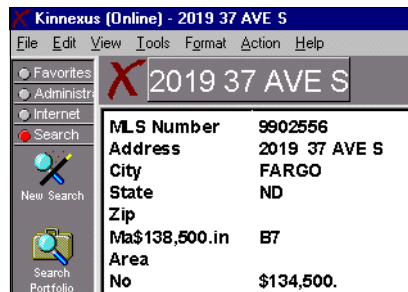 Kinnexus (Online) - 2019 37 AVE S
File Edit View Tools Format Action Help
Favorites
Administr
Internet
Search
New Search
Search
Portfolio
2019 37 AVE S
MLS Number 9902556
Address 2019 37 AVE S
City FARGO
State ND
Zip
Ma$138,500.in B7
Area
No $134,500.